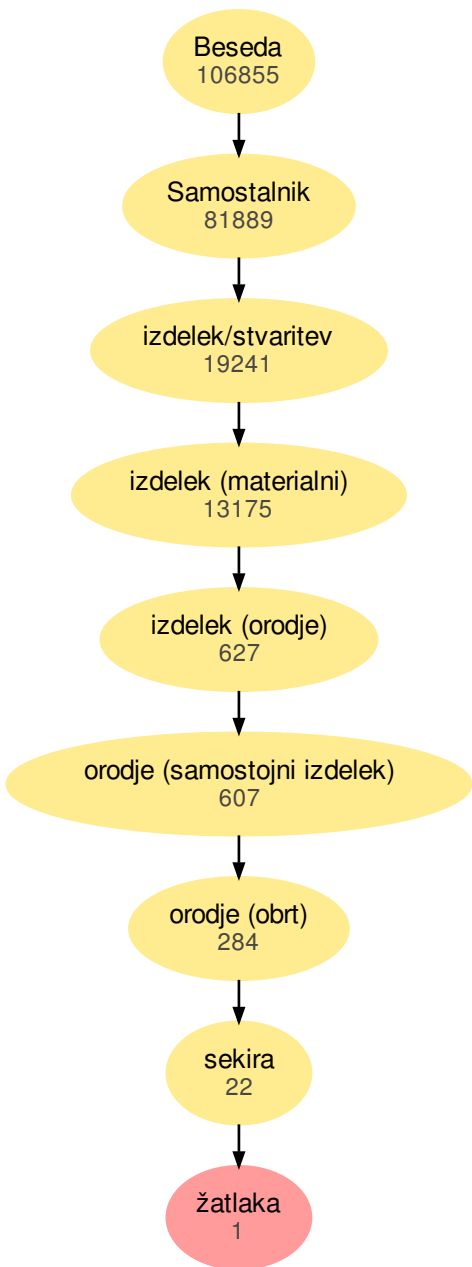 Beseda
106855
Samostalnik
81889
izdelek/stvaritev
19241
izdelek (materialni)
13175
izdelek (orodje)
627
orodje (samostojni izdelek)
607
orodje (obrt)
284
sekira
22
žatlaka
1